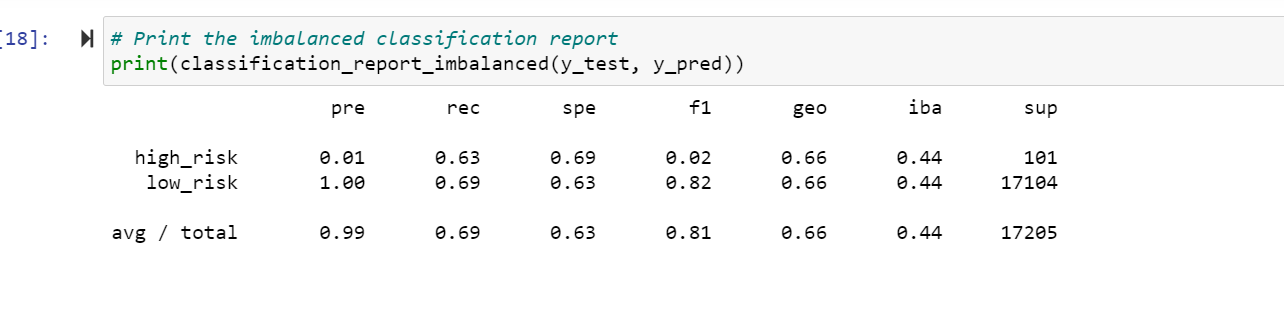 [18]: # Print the imbalanced classification report
print(classification_report_imbalanced(y_test, y_pred))
pre rec spe f1 geo iba sup
high_risk 0.01 0.63 0.69 0.02 0.66 0.44 101
low_risk 1.00 0.69 0.63 0.82 0.66 0.44 17104
avg / total 0.99 0.69 0.63 0.81 0.66 0.44 17205